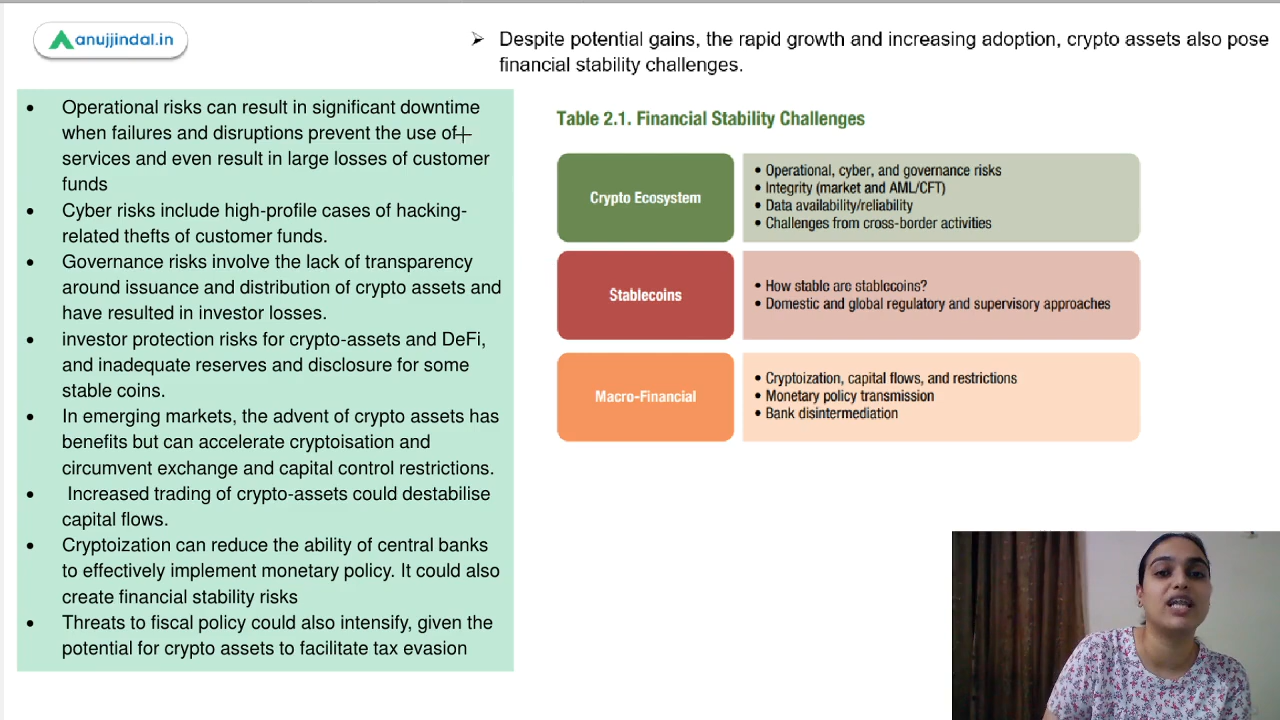 anujjindal.in
➢ Despite potential gains, the rapid growth and increasing adoption, crypto assets also pose
financial stability challenges.
• Operational risks can result in significant downtime
when failures and disruptions prevent the use of
services and even result in large losses of customer
funds
• Cyber risks include high-profile cases of hacking-
related thefts of customer funds.
• Governance risks involve the lack of transparency
around issuance and distribution of crypto assets and
have resulted in investor losses.
• investor protection risks for crypto-assets and DeFi,
and inadequate reserves and disclosure for some
stable coins.
• In emerging markets, the advent of crypto assets has
benefits but can accelerate cryptoisation and
circumvent exchange and capital control restrictions.
• Increased trading of crypto-assets could destabilise
capital flows.
• Cryptoization can reduce the ability of central banks
to effectively implement monetary policy. It could also
create financial stability risks
• Threats to fiscal policy could also intensify, given the
potential for crypto assets to facilitate tax evasion
Table 2.1. Financial Stability Challenges
Crypto Ecosystem
• Operational, cyber, and governance risks
• Integrity (market and AML/CFT)
• Data availability/reliability
• Challenges from cross-border activities
Stablecoins
• How stable are stablecoins?
• Domestic and global regulatory and supervisory approaches
Macro-Financial
• Cryptoization, capital flows, and restrictions
• Monetary policy transmission
• Bank disintermediation